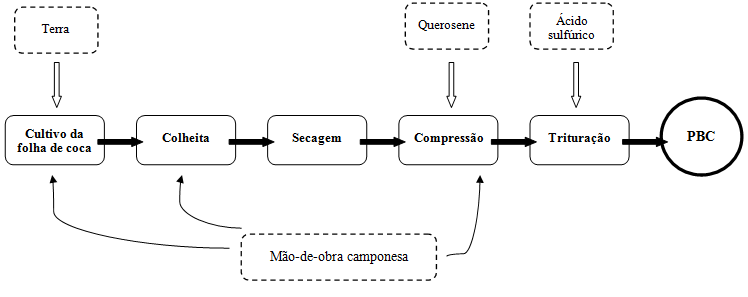 Terra
Querosene
Ácido
sulfúrico
Cultivo da
folha de coca
Colheita
Secagem
Compressão
Trituração
PBC
Mão-de-obra camponesa